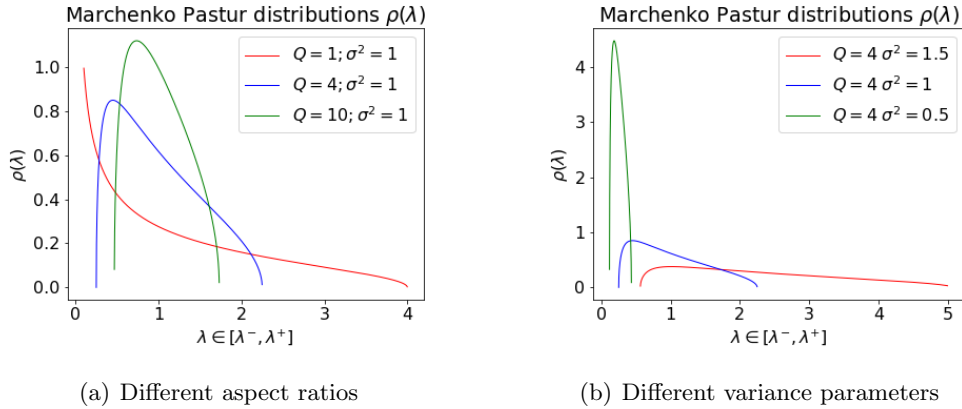 Marchenko Pastur distributions ρ(λ)
Q = 1; σ² = 1
Q = 4; σ² = 1
Q = 10; σ² = 1
1.0
0.8
0.6
0.4
0.2
0.0
ρ(λ)
0 1 2 3 4
λ ∈ [λ⁻, λ⁺]
(a) Different aspect ratios
Marchenko Pastur distributions ρ(λ)
Q = 4 σ² = 1.5
Q = 4 σ² = 1
Q = 4 σ² = 0.5
4
3
2
1
0
ρ(λ)
0 1 2 3 4 5
λ ∈ [λ⁻, λ⁺]
(b) Different variance parameters